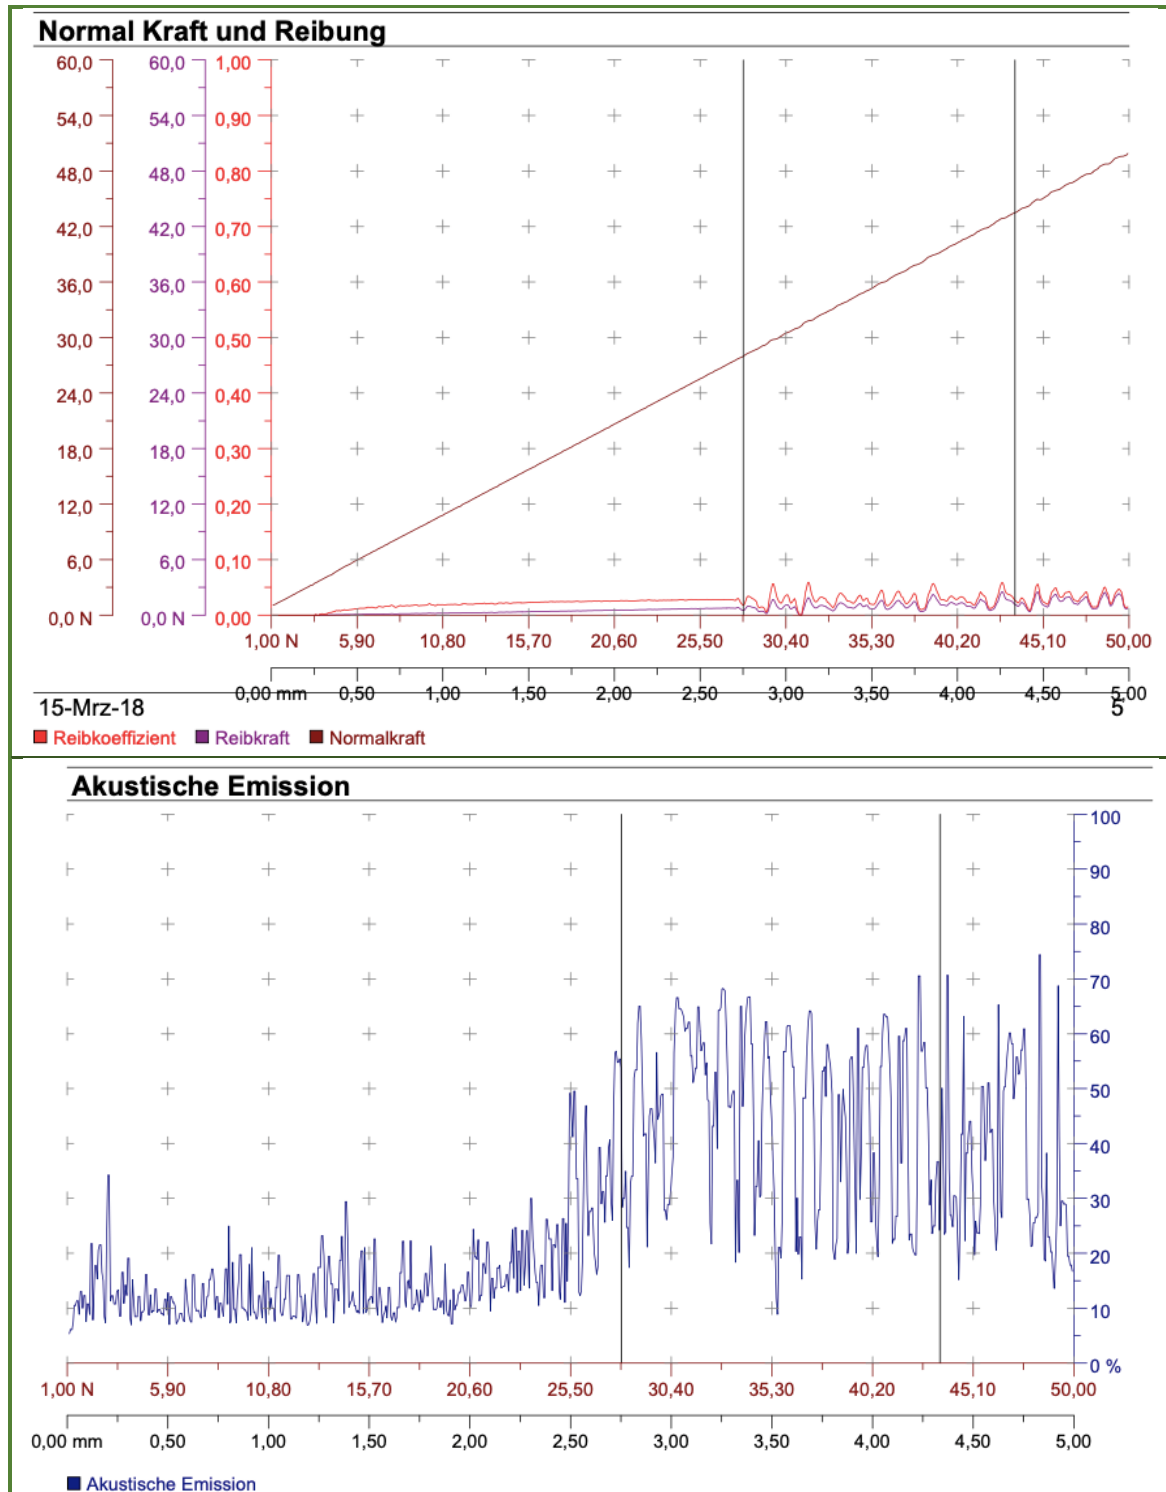 Normal Kraft und Reibung
60,0 60,0 1,00
54,0 54,0 0,90
48,0 48,0 0,80
42,0 42,0 0,70
36,0 36,0 0,60
30,0 30,0 0,50
24,0 24,0 0,40
18,0 18,0 0,30
12,0 12,0 0,20
6,0 6,0 0,10
0,0 N 0,0 N 0,00
1,00 N 5,90 10,80 15,70 20,60 25,50 30,40 35,30 40,20 45,10 50,00
0,00 mm 0,50 1,00 1,50 2,00 2,50 3,00 3,50 4,00 4,50 5,00
15-Mrz-18 5
Reibkoeffizient Reibkraft Normalkraft
Akustische Emission
100
90
80
70
60
50
40
30
20
10
0 %
1,00 N 5,90 10,80 15,70 20,60 25,50 30,40 35,30 40,20 45,10 50,00
0,00 mm 0,50 1,00 1,50 2,00 2,50 3,00 3,50 4,00 4,50 5,00
Akustische Emission